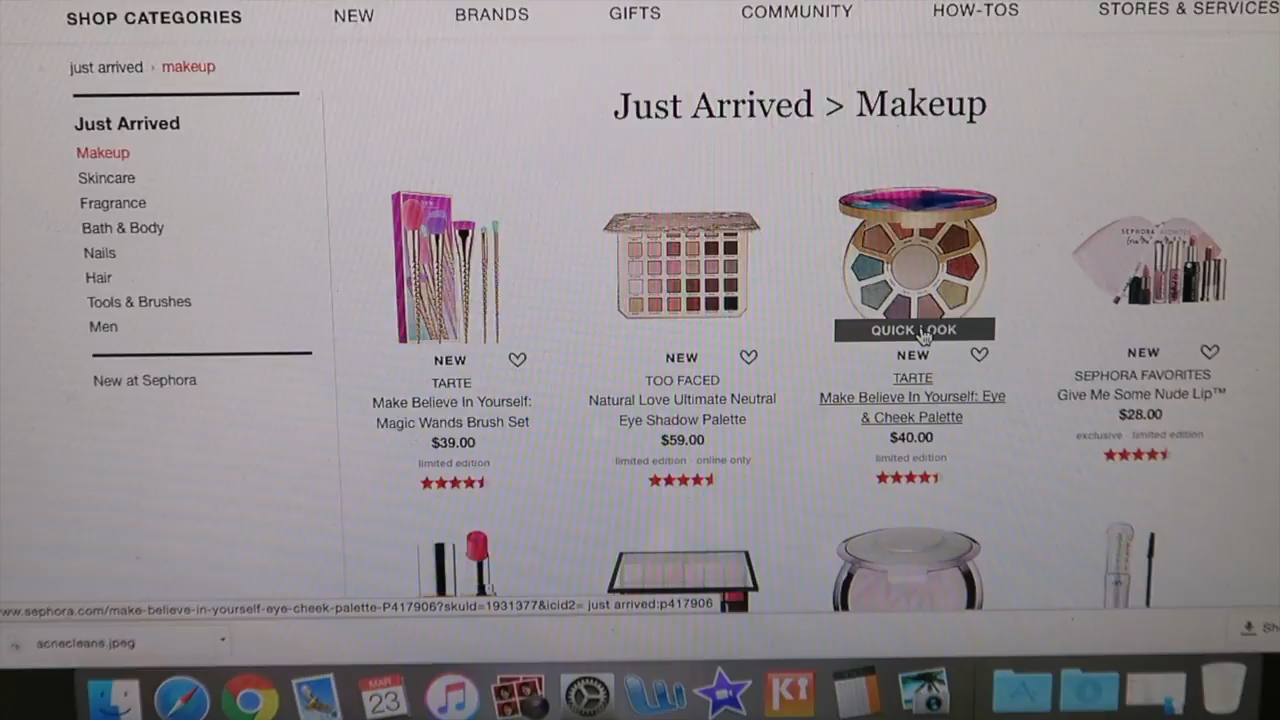 SHOP CATEGORIES
NEW
BRANDS
GIFTS
COMMUNITY
HOW-TOS
STORES & SERVICES
just arrived › makeup
Just Arrived > Makeup
Just Arrived
Makeup
Skincare
Fragrance
Bath & Body
Nails
Hair
Tools & Brushes
Men
New at Sephora
NEW
TARTE
Make Believe In Yourself:
Magic Wands Brush Set
$39.00
limited edition
NEW
TOO FACED
Natural Love Ultimate Neutral
Eye Shadow Palette
$59.00
limited edition · online only
QUICK LOOK
NEW
TARTE
Make Believe In Yourself: Eye
& Cheek Palette
$40.00
limited edition
SEPHORA
FAVORITES
NEW
SEPHORA FAVORITES
Give Me Some Nude Lip™
$28.00
exclusive · limited edition
ww.sephora.com/make-believe-in-yourself-eye-cheek-palette-P417906?skuId=1931377&icid2= just arrived:p417906
acnecleans.jpeg
Sh
MAR
23